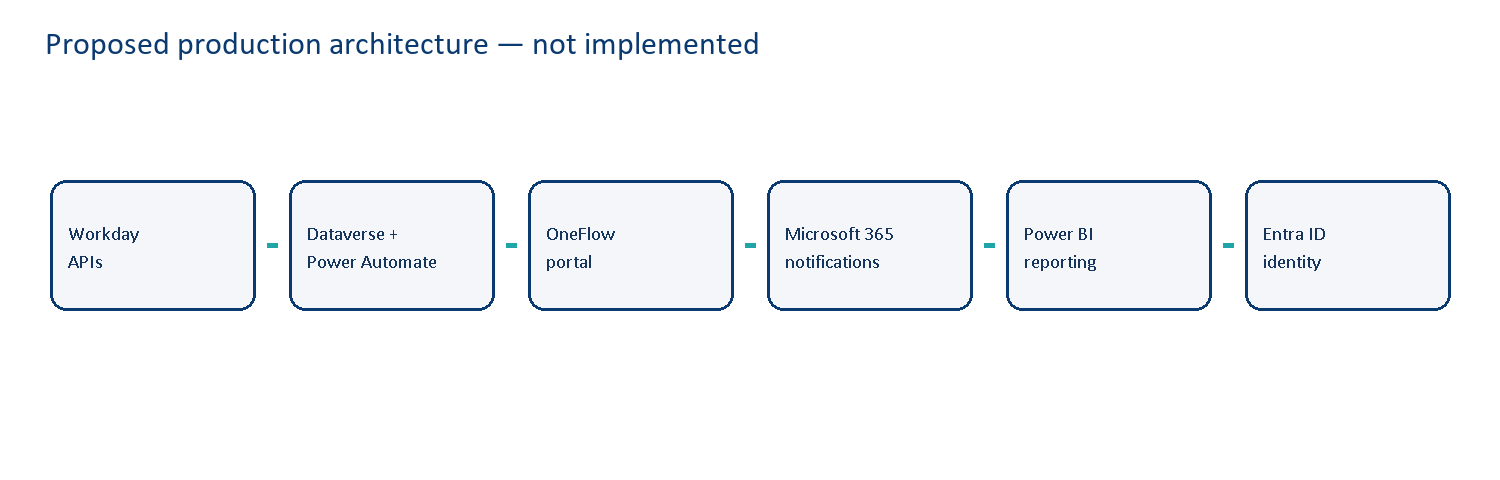 Proposed production architecture — not implemented
Workday
APIs
Dataverse +
Power Automate
OneFlow
portal
Microsoft 365
notifications
Power BI
reporting
Entra ID
identity